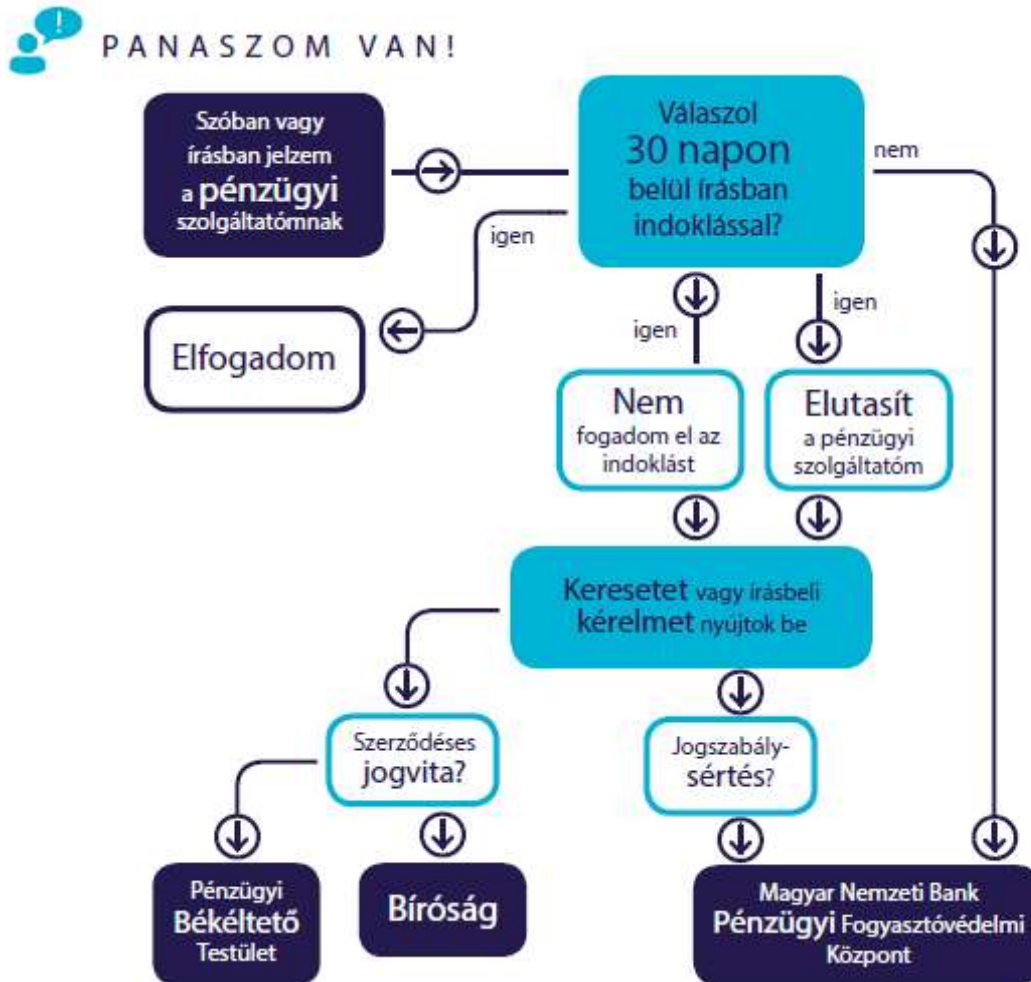 PANASZOM VAN!
Szóban vagy
írásban jelzem
a pénzügyi
szolgáltatómnak
Válaszol
30 napon
belül írásban
indoklással?
nem
igen
Elfogadom
igen
igen
Nem
fogadom el az
indoklást
Elutasít
a pénzügyi
szolgáltatóm
Keresetet vagy írásbeli
kérelmet nyújtok be
Szerződéses
jogvita?
Jogszabály-
sértés?
Pénzügyi
Békéltető
Testület
Bíróság
Magyar Nemzeti Bank
Pénzügyi Fogyasztóvédelmi
Központ